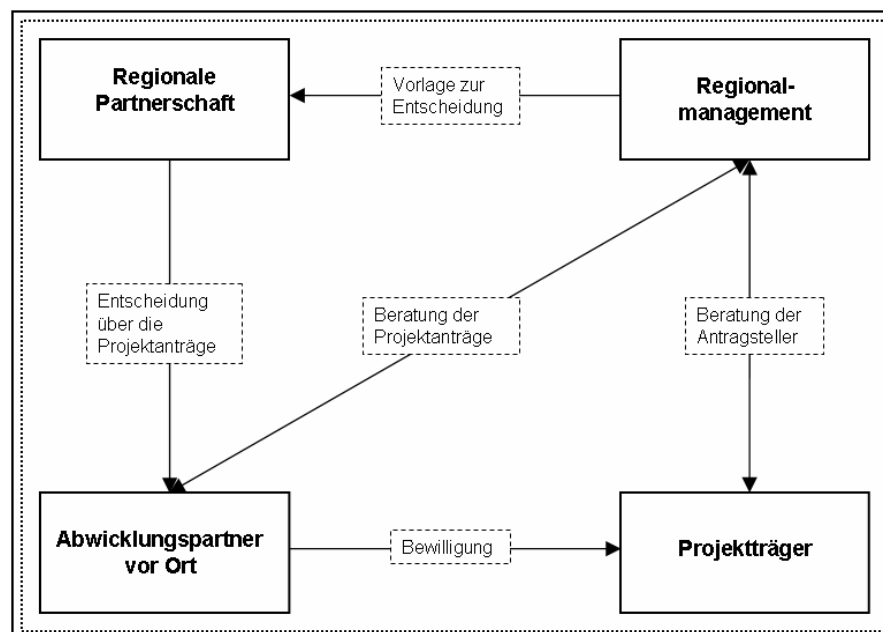 Regionale
Partnerschaft
Vorlage zur
Entscheidung
Regional-
management
Entscheidung
über die
Projektanträge
Beratung der
Projektanträge
Beratung der
Antragsteller
Abwicklungspartner
vor Ort
Bewilligung
Projektträger